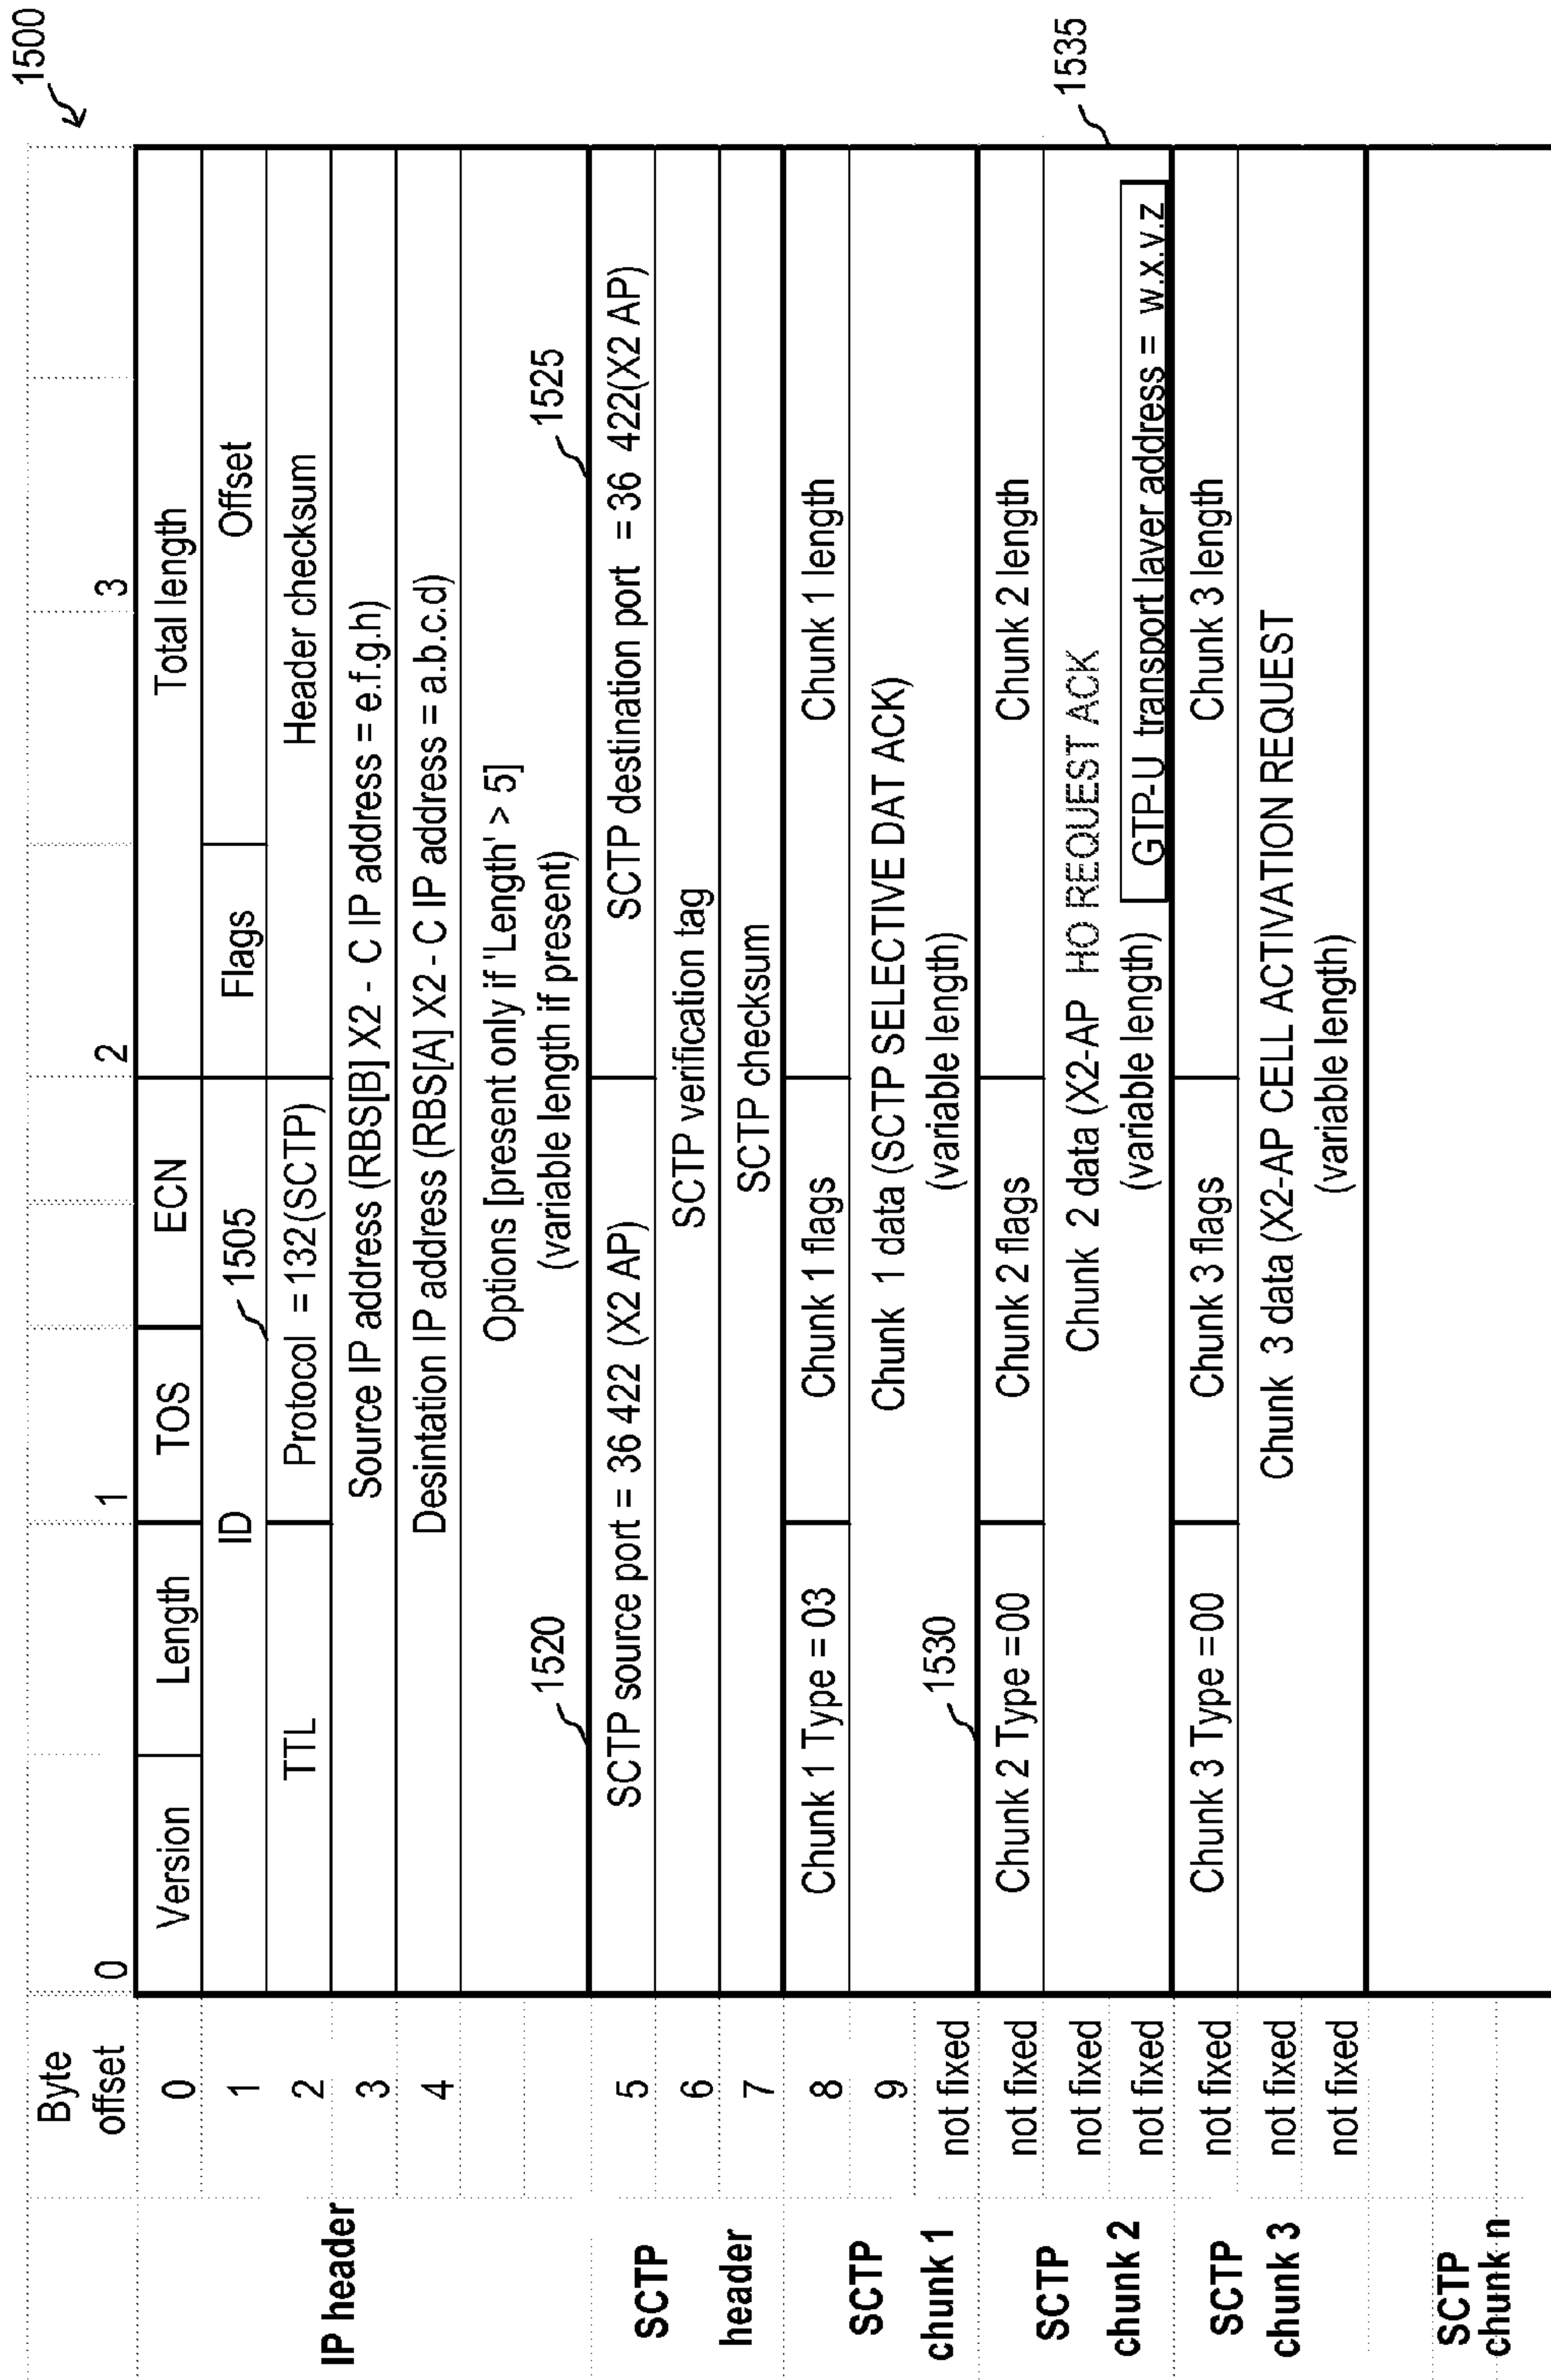 1500
Byte offset 0 1 2 3
IP header
0 Version Length TOS ECN Total length
1 ID 1505 Flags Offset
2 TTL Protocol = 132(SCTP) Header checksum
3 Source IP address (RBS[B] X2 - C IP address = e.f.g.h)
4 Desintation IP address (RBS[A] X2 - C IP address = a.b.c.d)
Options [present only if 'Length' > 5]
(variable length if present)
1520 1525
SCTP header
5 SCTP source port = 36 422 (X2 AP) SCTP destination port = 36 422(X2 AP)
6 SCTP verification tag
7 SCTP checksum
SCTP chunk 1
8 Chunk 1 Type = 03 Chunk 1 flags Chunk 1 length
9 Chunk 1 data (SCTP SELECTIVE DAT ACK)
not fixed (variable length)
1530
SCTP chunk 2
not fixed Chunk 2 Type =00 Chunk 2 flags Chunk 2 length
not fixed Chunk 2 data (X2-AP HO REQUEST ACK
1535
not fixed (variable length) GTP-U transport layer address = w.x.v.z
SCTP chunk 3
not fixed Chunk 3 Type =00 Chunk 3 flags Chunk 3 length
not fixed Chunk 3 data (X2-AP CELL ACTIVATION REQUEST
not fixed (variable length)
SCTP chunk n